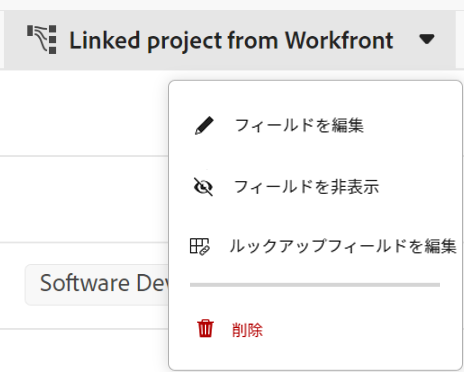 Linked project from Workfront
フィールドを編集
フィールドを非表示
ルックアップフィールドを編集
Software
削除